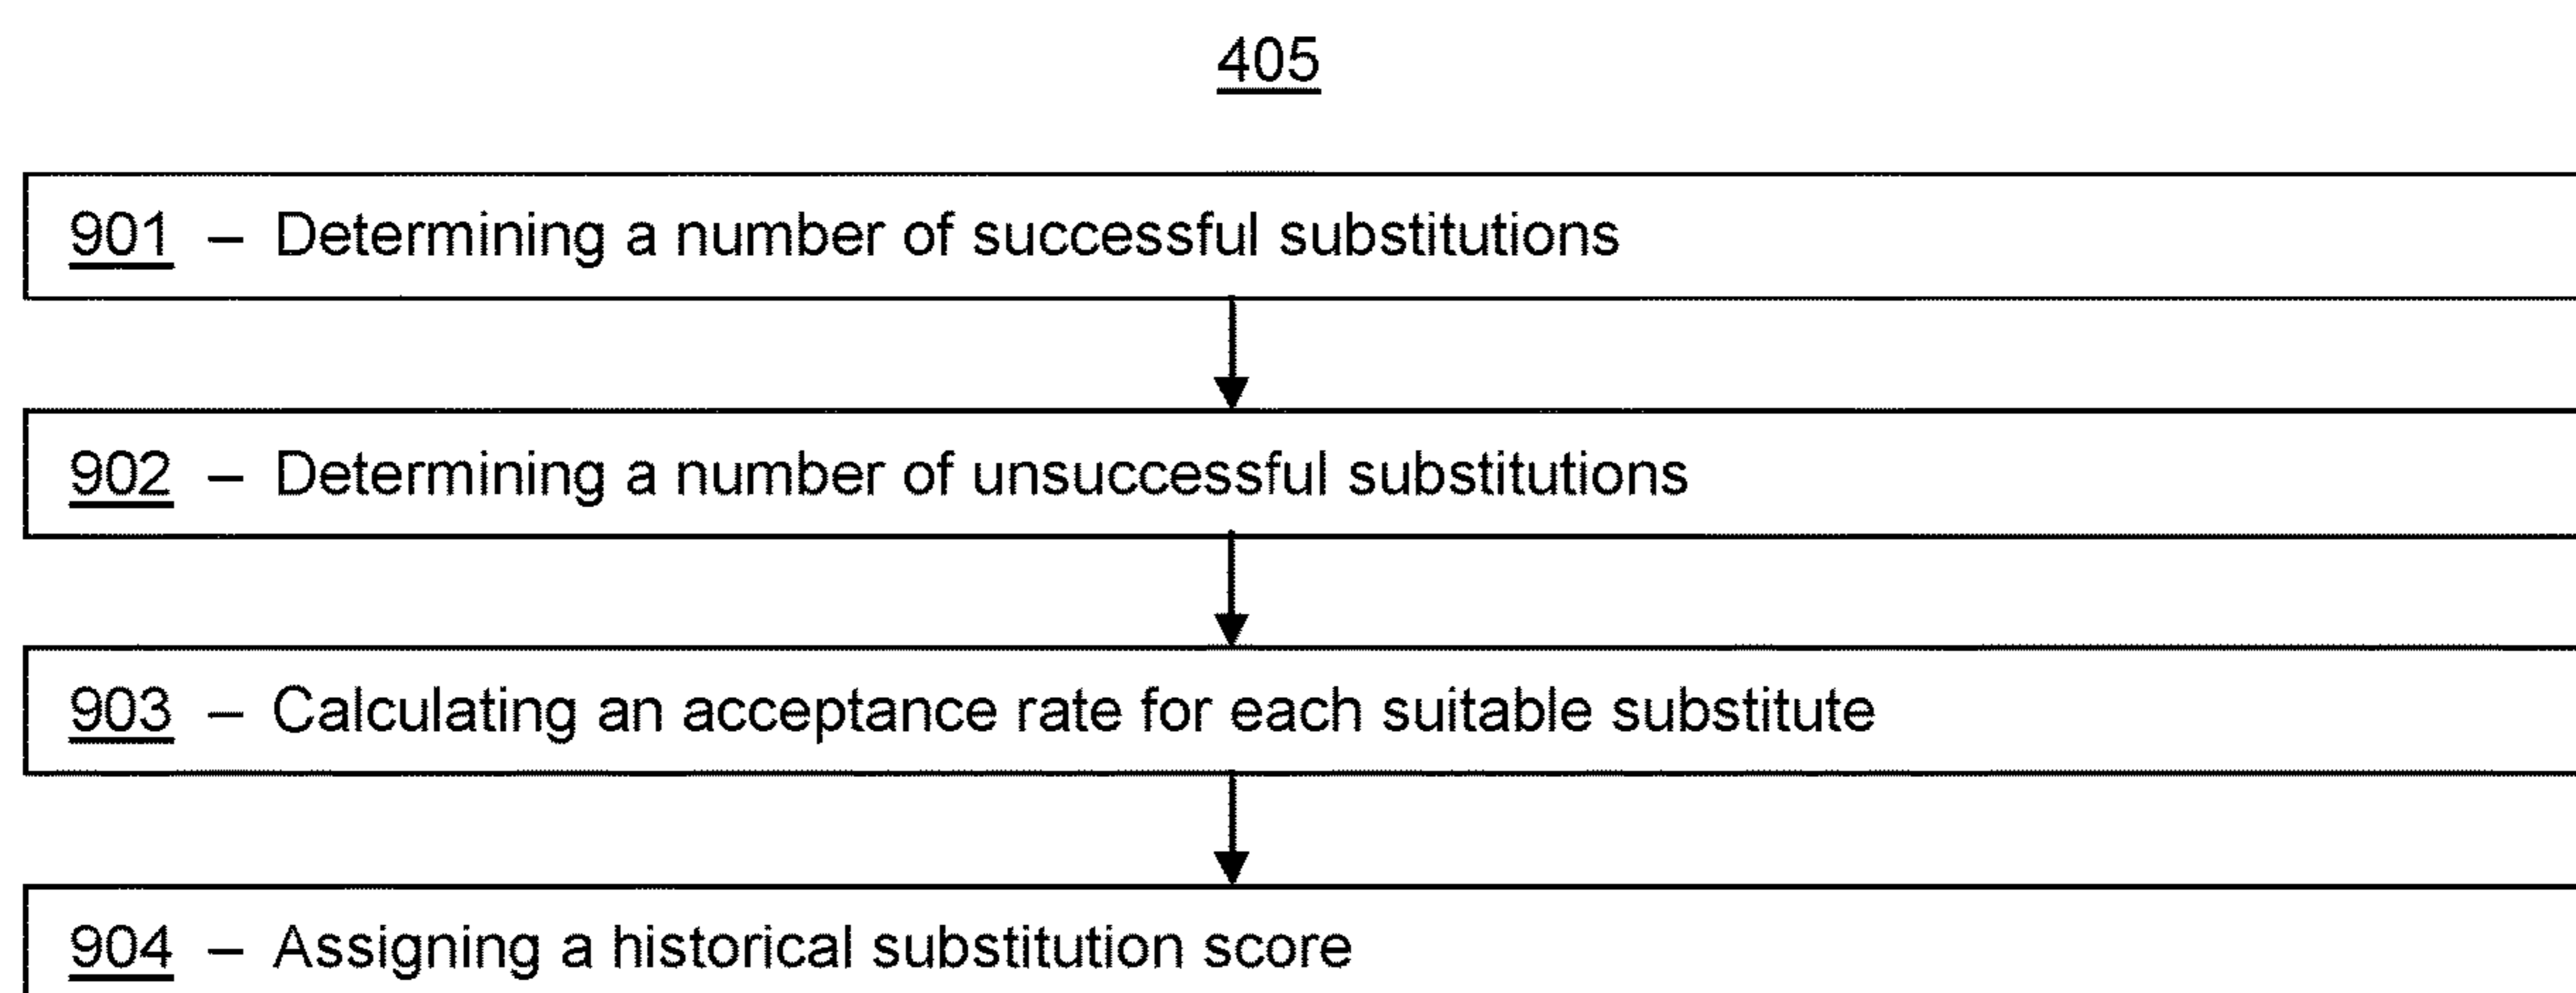 405
901 – Determining a number of successful substitutions
902 – Determining a number of unsuccessful substitutions
903 – Calculating an acceptance rate for each suitable substitute
904 – Assigning a historical substitution score